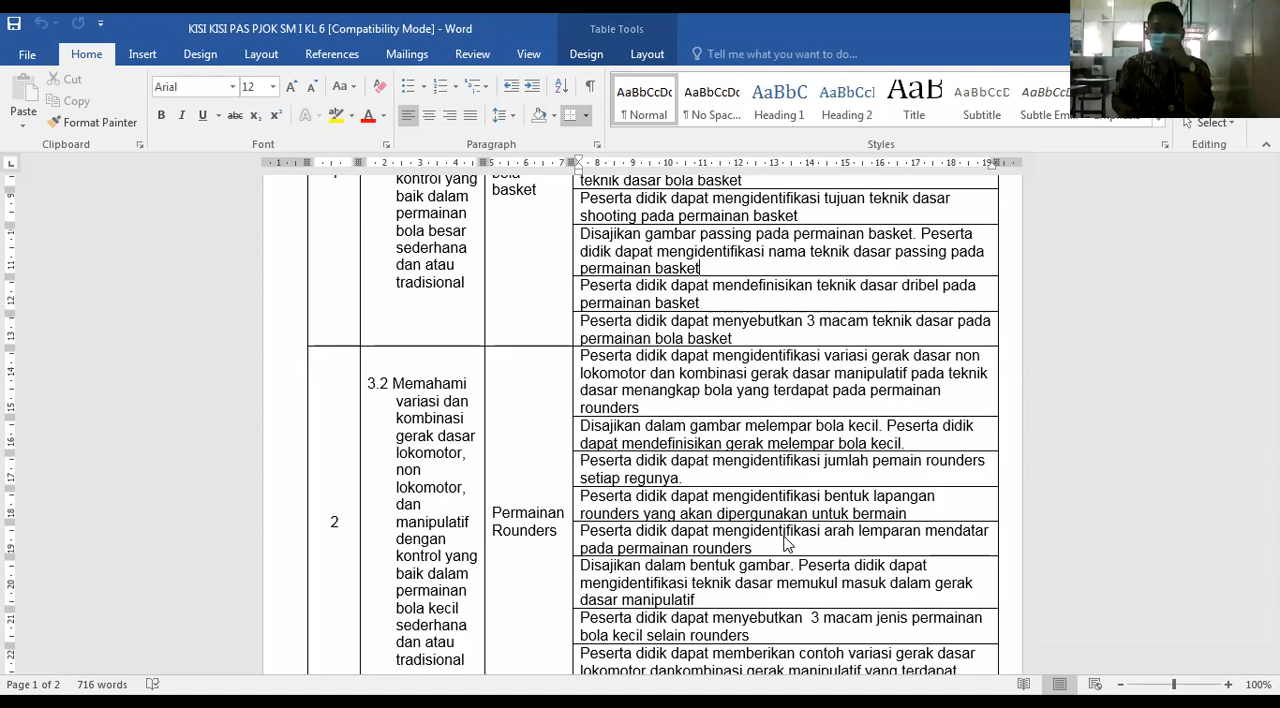 KISI KISI PAS PJOK SM I KL 6 [Compatibility Mode] - Word
Table Tools
File
Home
Insert
Design
Layout
References
Mailings
Review
View
Design
Layout
Tell me what you want to do...
Paste
Cut
Copy
Format Painter
Arial
12
AaBbCcDc
¶ Normal
AaBbCcDc
¶ No Spac...
AaBbC
Heading 1
AaBbCcl
Heading 2
AaB
Title
AaBbCcD
Subtitle
Select
Clipboard
Font
Paragraph
Styles
Editing
kontrol yang
baik dalam
permainan
bola besar
sederhana
dan atau
tradisional
bola
basket
teknik dasar bola basket
Peserta didik dapat mengidentifikasi tujuan teknik dasar
shooting pada permainan basket
Disajikan gambar passing pada permainan basket. Peserta
didik dapat mengidentifikasi nama teknik dasar passing pada
permainan basket
Peserta didik dapat mendefinisikan teknik dasar dribel pada
permainan basket
Peserta didik dapat menyebutkan 3 macam teknik dasar pada
permainan bola basket
2
3.2 Memahami
variasi dan
kombinasi
gerak dasar
lokomotor,
non
lokomotor,
dan
manipulatif
dengan
kontrol yang
baik dalam
permainan
bola kecil
sederhana
dan atau
tradisional
Permainan
Rounders
Peserta didik dapat mengidentifikasi variasi gerak dasar non
lokomotor dan kombinasi gerak dasar manipulatif pada teknik
dasar menangkap bola yang terdapat pada permainan
rounders
Disajikan dalam gambar melempar bola kecil. Peserta didik
dapat mendefinisikan gerak melempar bola kecil.
Peserta didik dapat mengidentifikasi jumlah pemain rounders
setiap regunya.
Peserta didik dapat mengidentifikasi bentuk lapangan
rounders yang akan dipergunakan untuk bermain
Peserta didik dapat mengidentifikasi arah lemparan mendatar
pada permainan rounders
Disajikan dalam bentuk gambar. Peserta didik dapat
mengidentifikasi teknik dasar memukul masuk dalam gerak
dasar manipulatif
Peserta didik dapat menyebutkan 3 macam jenis permainan
bola kecil selain rounders
Peserta didik dapat memberikan contoh variasi gerak dasar
lokomotor dankombinasi gerak manipulatif yang terdapat
Page 1 of 2
716 words
100%